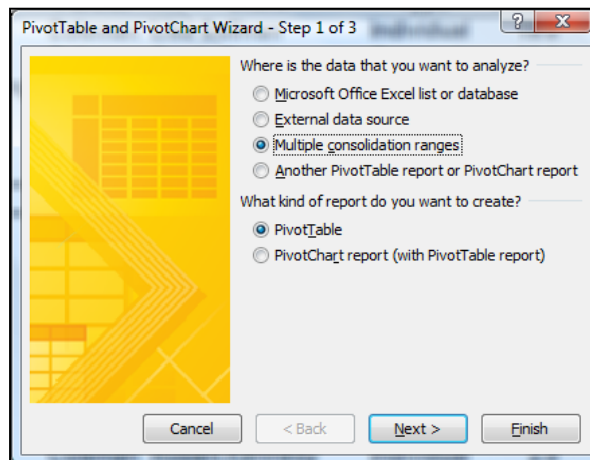 PivotTable and PivotChart Wizard - Step 1 of 3
Where is the data that you want to analyze?
Microsoft Office Excel list or database
External data source
Multiple consolidation ranges
Another PivotTable report or PivotChart report
What kind of report do you want to create?
PivotTable
PivotChart report (with PivotTable report)
Cancel
< Back
Next >
Finish